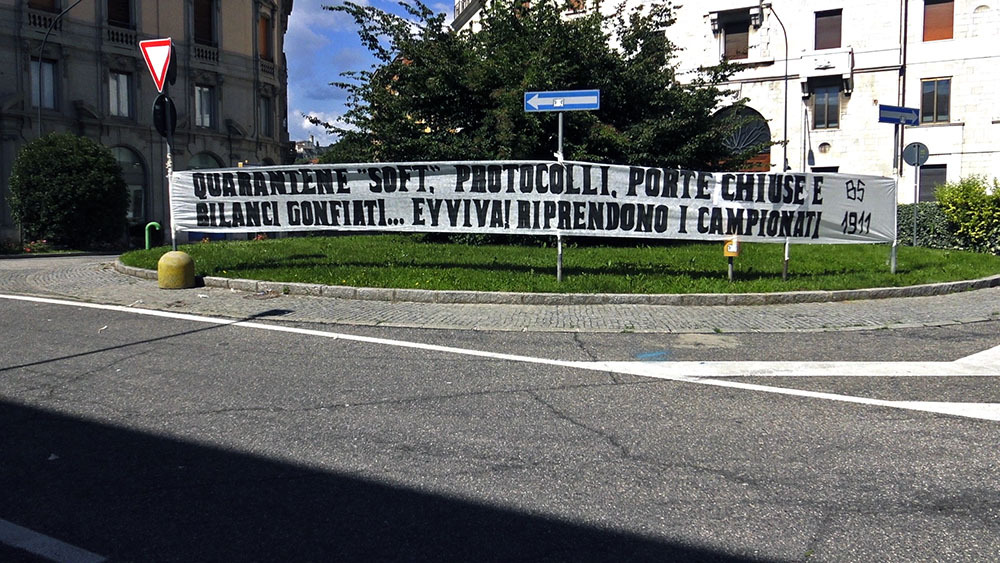 QUARANTENE "SOFT," PROTOCOLLI, PORTE CHIUSE E
BILANCI GONFIATI... EVVIVA! RIPRENDONO I CAMPIONATI
BS
1911